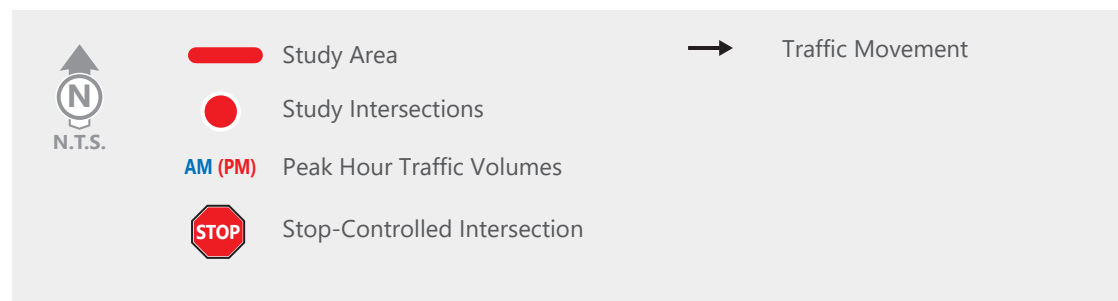 N
N.T.S.
Study Area
Study Intersections
AM (PM) Peak Hour Traffic Volumes
STOP Stop-Controlled Intersection
Traffic Movement